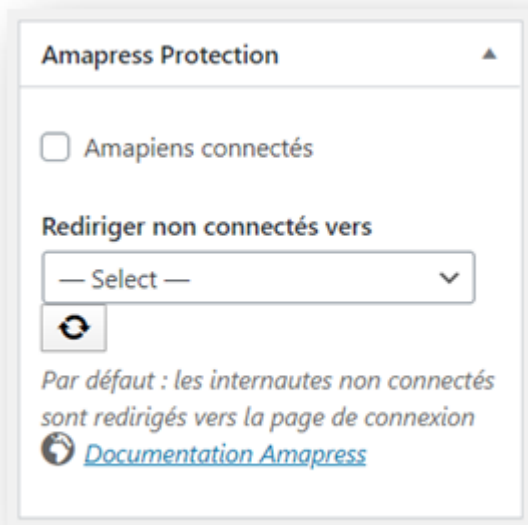 Amapress Protection
Amapiens connectés
Rediriger non connectés vers
— Select —
Par défaut : les internautes non connectés
sont redirigés vers la page de connexion
Documentation Amapress